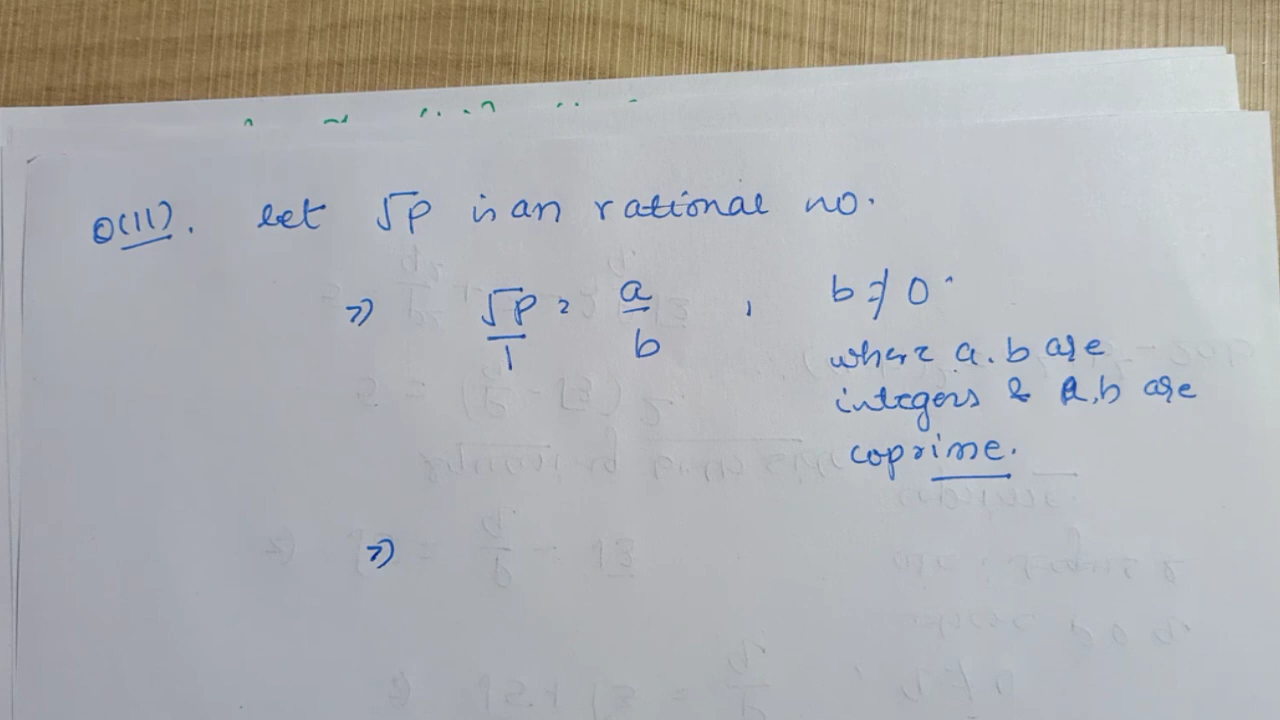 Q(11). Let √p is an rational no.
⇒ √p/1 = a/b , b ≠ 0.
where a, b are
integers & a,b are
coprime.
⇒